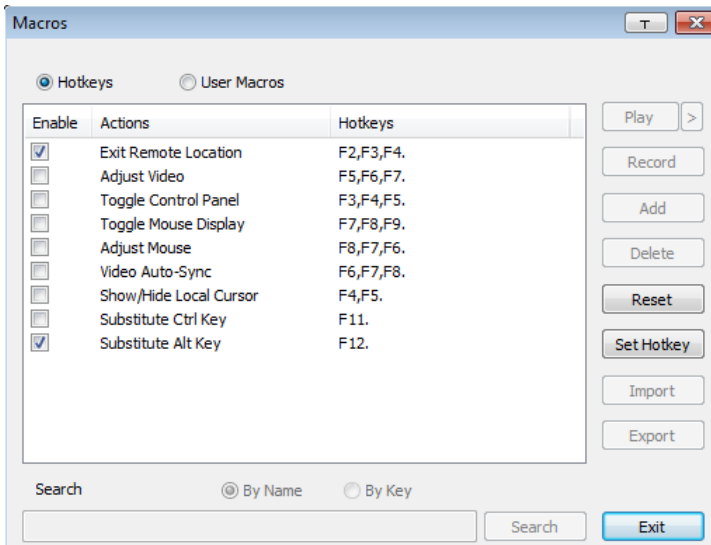 Macros T
Hotkeys User Macros
Enable Actions Hotkeys Play >
Exit Remote Location F2,F3,F4.
Record
Adjust Video F5,F6,F7.
Toggle Control Panel F3,F4,F5.
Add
Toggle Mouse Display F7,F8,F9.
Adjust Mouse F8,F7,F6.
Delete
Video Auto-Sync F6,F7,F8.
Show/Hide Local Cursor F4,F5.
Reset
Substitute Ctrl Key F11.
Substitute Alt Key F12.
Set Hotkey
Import
Export
Search By Name By Key
Search Exit